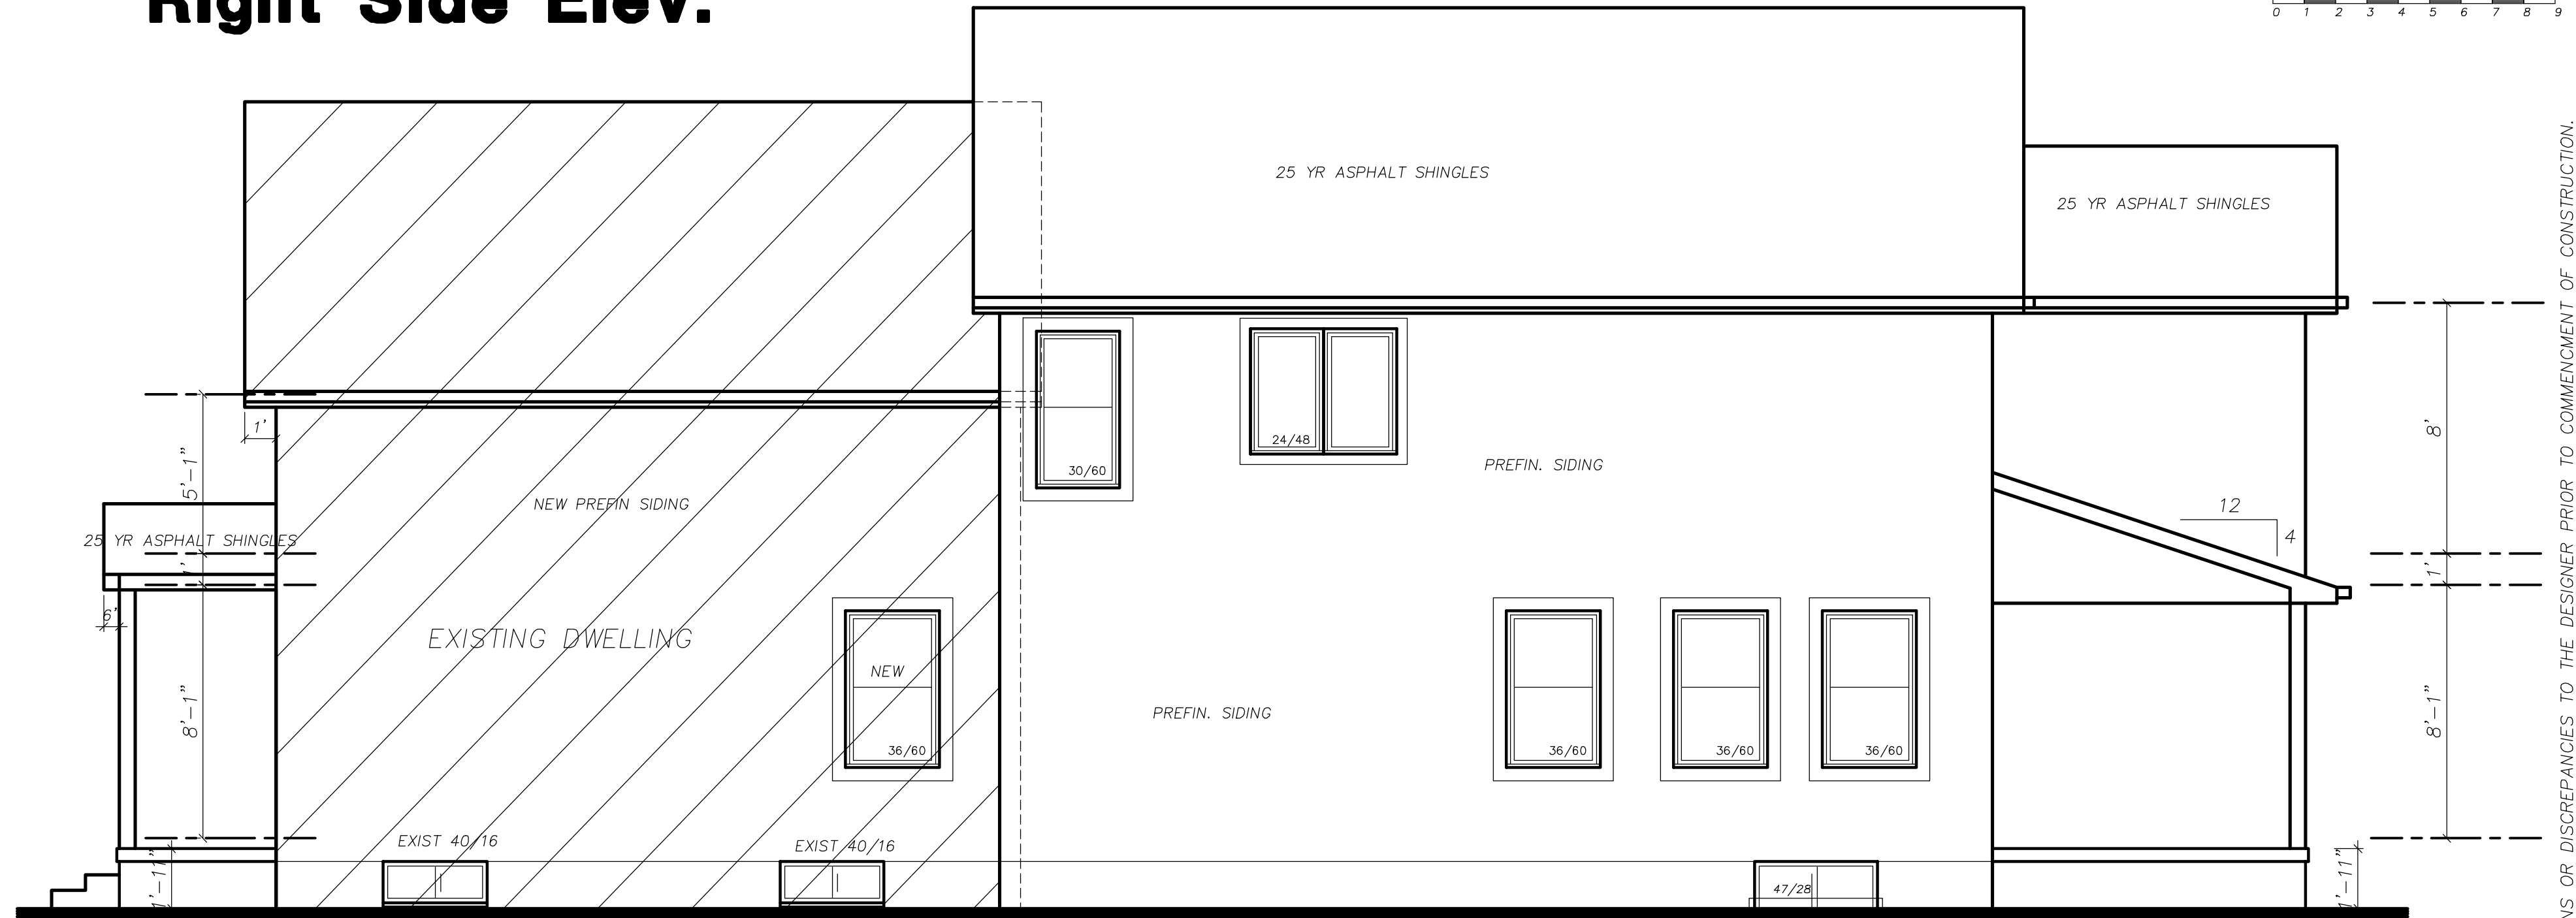 Right Side Elev.
0 1 2 3 4 5 6 7 8 9
25 YR ASPHALT SHINGLES
25 YR ASPHALT SHINGLES
1'
5'-1"
8'
24/48
30/60
PREFIN. SIDING
NEW PREFIN SIDING
12
4
25 YR ASPHALT SHINGLES
1'
1'
6"
EXISTING DWELLING
NEW
8'-1"
8'-1"
PREFIN. SIDING
36/60
36/60
36/60
36/60
EXIST 40/16
EXIST 40/16
1'-11"
47/28
1'-11"
OR DISCREPANCIES TO THE DESIGNER PRIOR TO COMMENCMENT OF CONSTRUCTION.